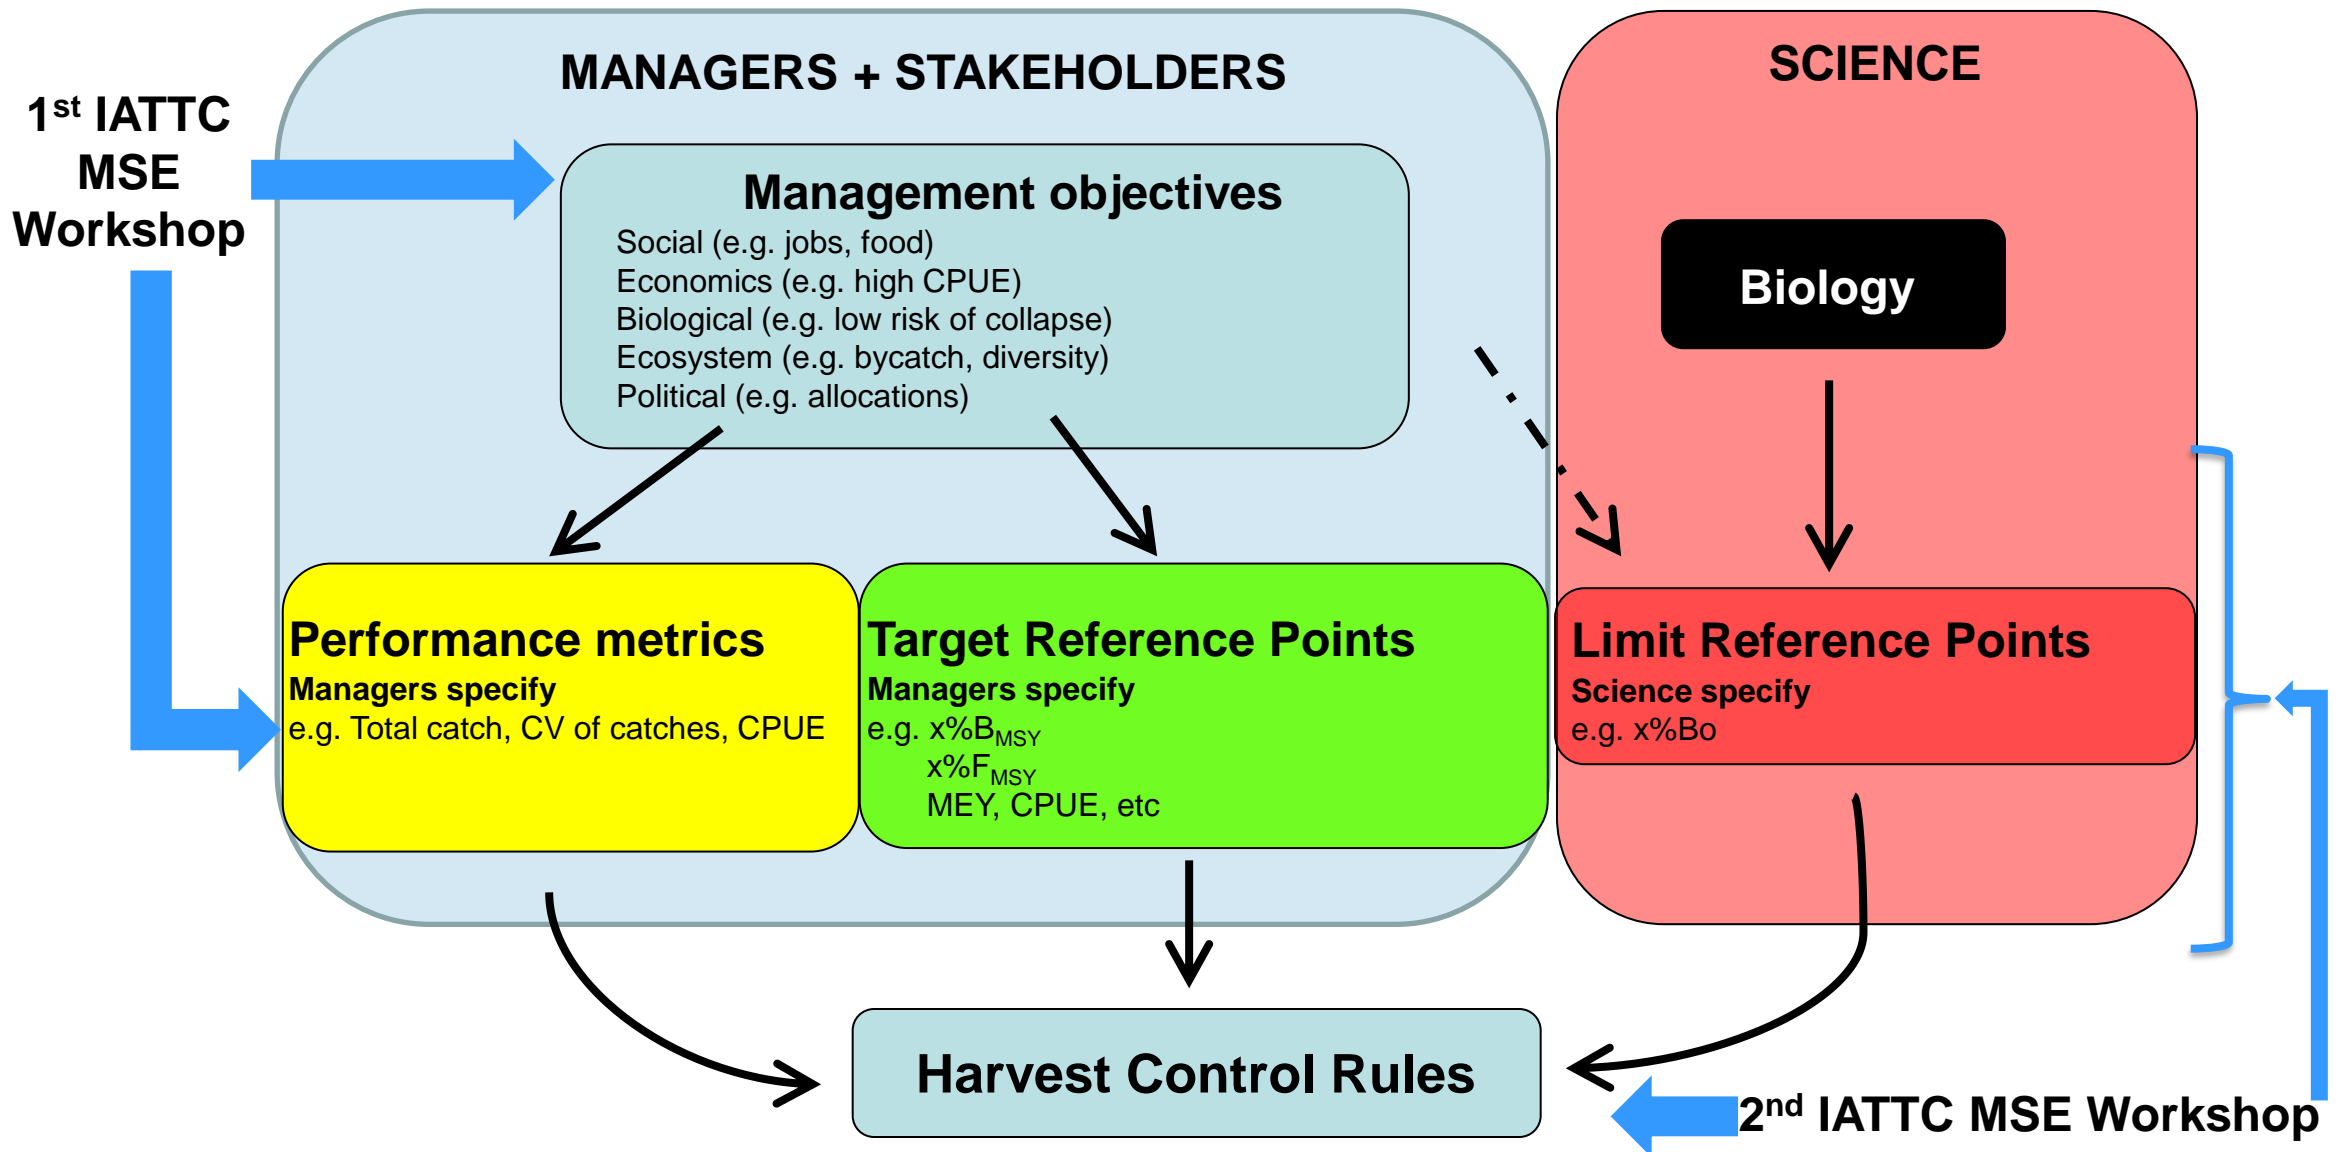 MANAGERS + STAKEHOLDERS
SCIENCE
1st IATTC
MSE
Workshop
Management objectives
Social (e.g. jobs, food)
Economics (e.g. high CPUE)
Biological (e.g. low risk of collapse)
Ecosystem (e.g. bycatch, diversity)
Political (e.g. allocations)
Biology
Performance metrics
Managers specify
e.g. Total catch, CV of catches, CPUE
Target Reference Points
Managers specify
e.g. x%BMSY
x%FMSY
MEY, CPUE, etc
Limit Reference Points
Science specify
e.g. x%Bo
Harvest Control Rules
2nd IATTC MSE Workshop